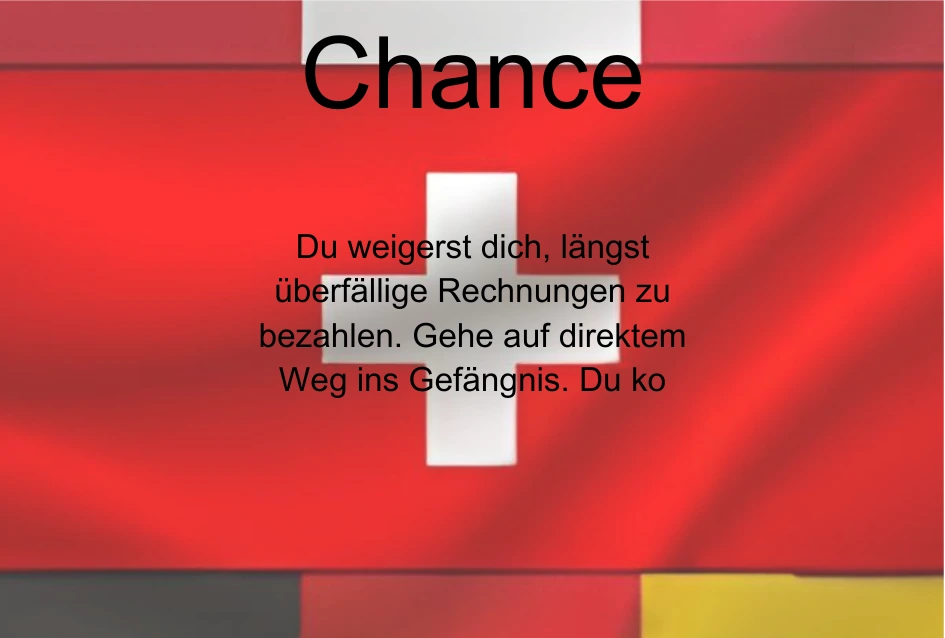 Chance
Du weigerst dich, längst
überfällige Rechnungen zu
bezahlen. Gehe auf direktem
Weg ins Gefängnis. Du ko